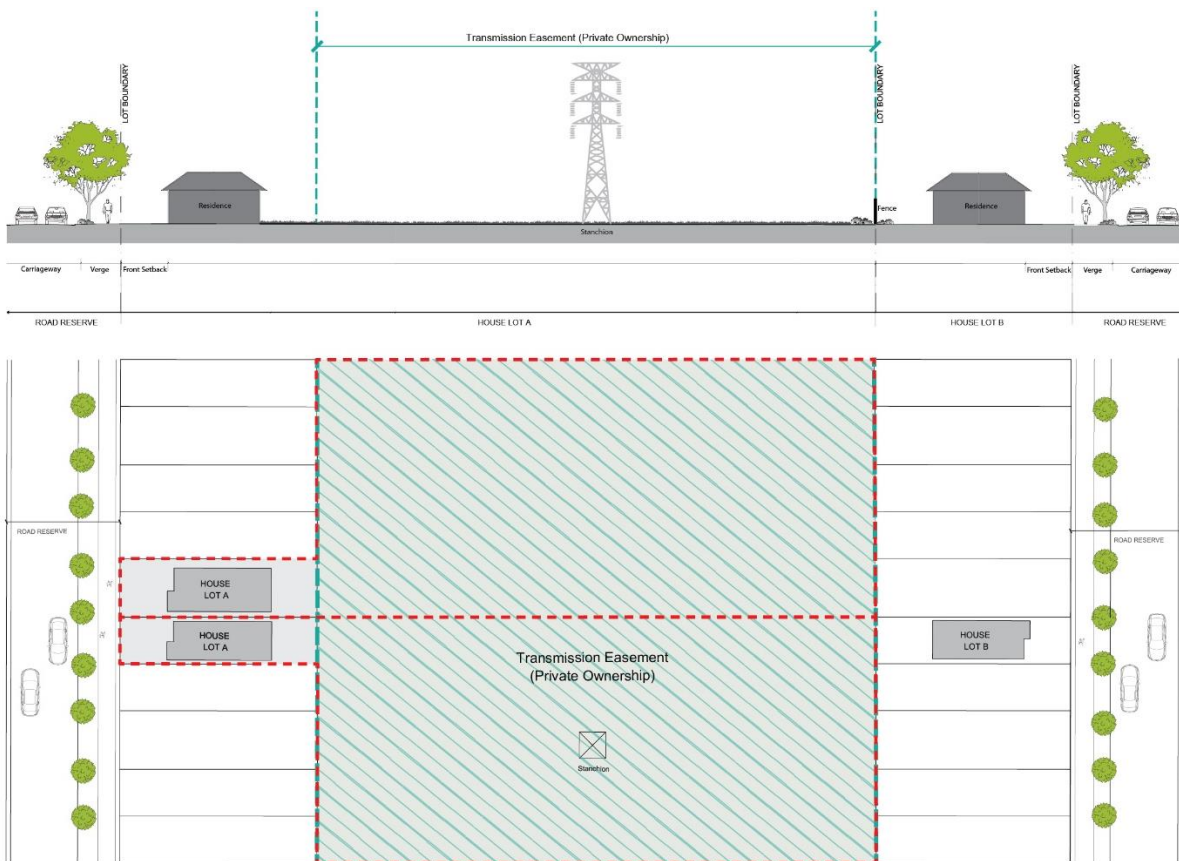 Transmission Easement (Private Ownership)
LOT BOUNDARY
LOT BOUNDARY
LOT BOUNDARY
Residence
Stanchion
Fence
Residence
Carriageway
Verge
Front Setback
Front Setback
Verge
Carriageway
ROAD RESERVE
HOUSE LOT A
HOUSE LOT B
ROAD RESERVE
ROAD RESERVE
ROAD RESERVE
HOUSE
LOT A
HOUSE
LOT A
Transmission Easement
(Private Ownership)
Stanchion
HOUSE
LOT B